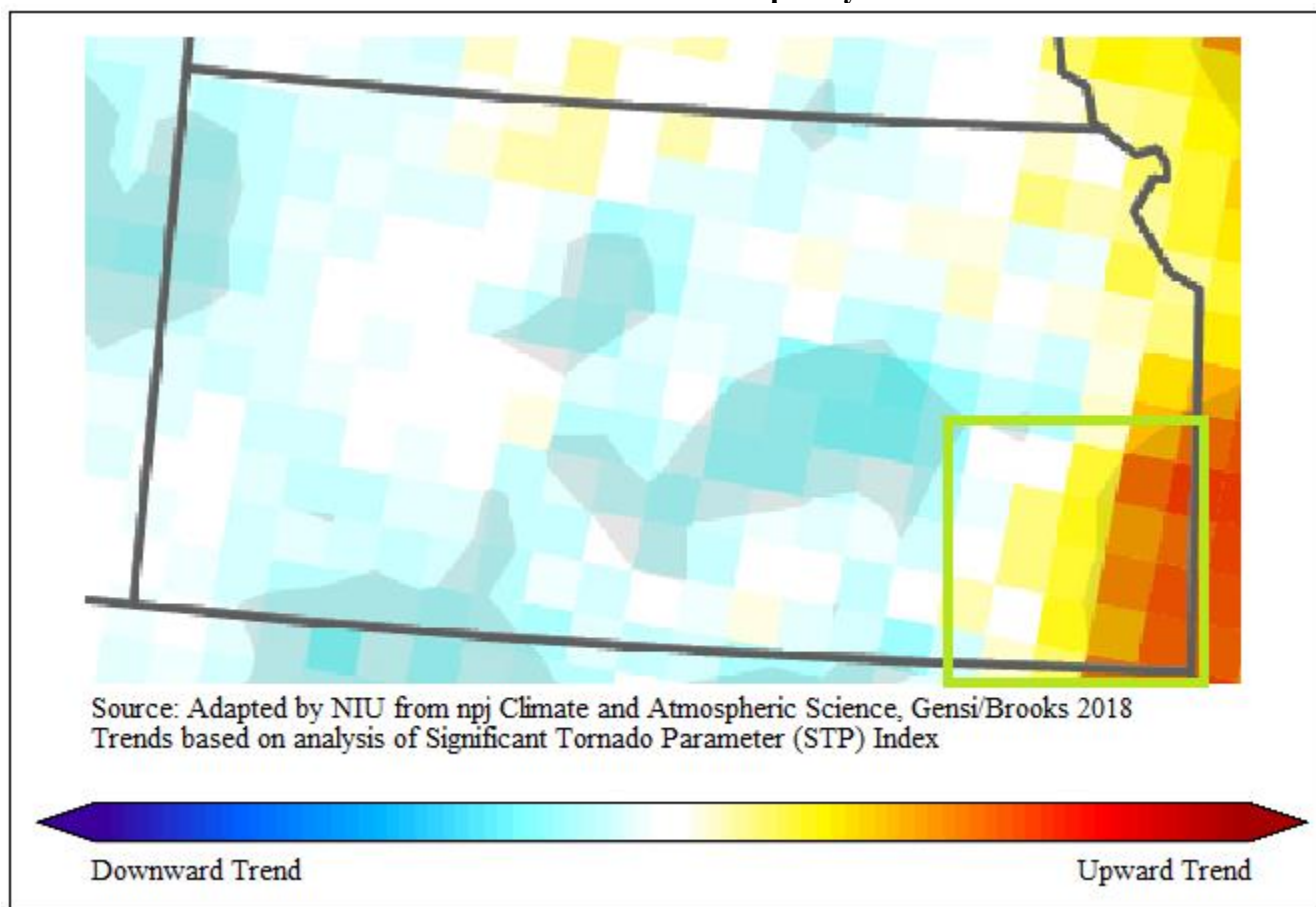 Source: Adapted by NIU from npj Climate and Atmospheric Science, Gensi/Brooks 2018
Trends based on analysis of Significant Tornado Parameter (STP) Index
Downward Trend
Upward Trend